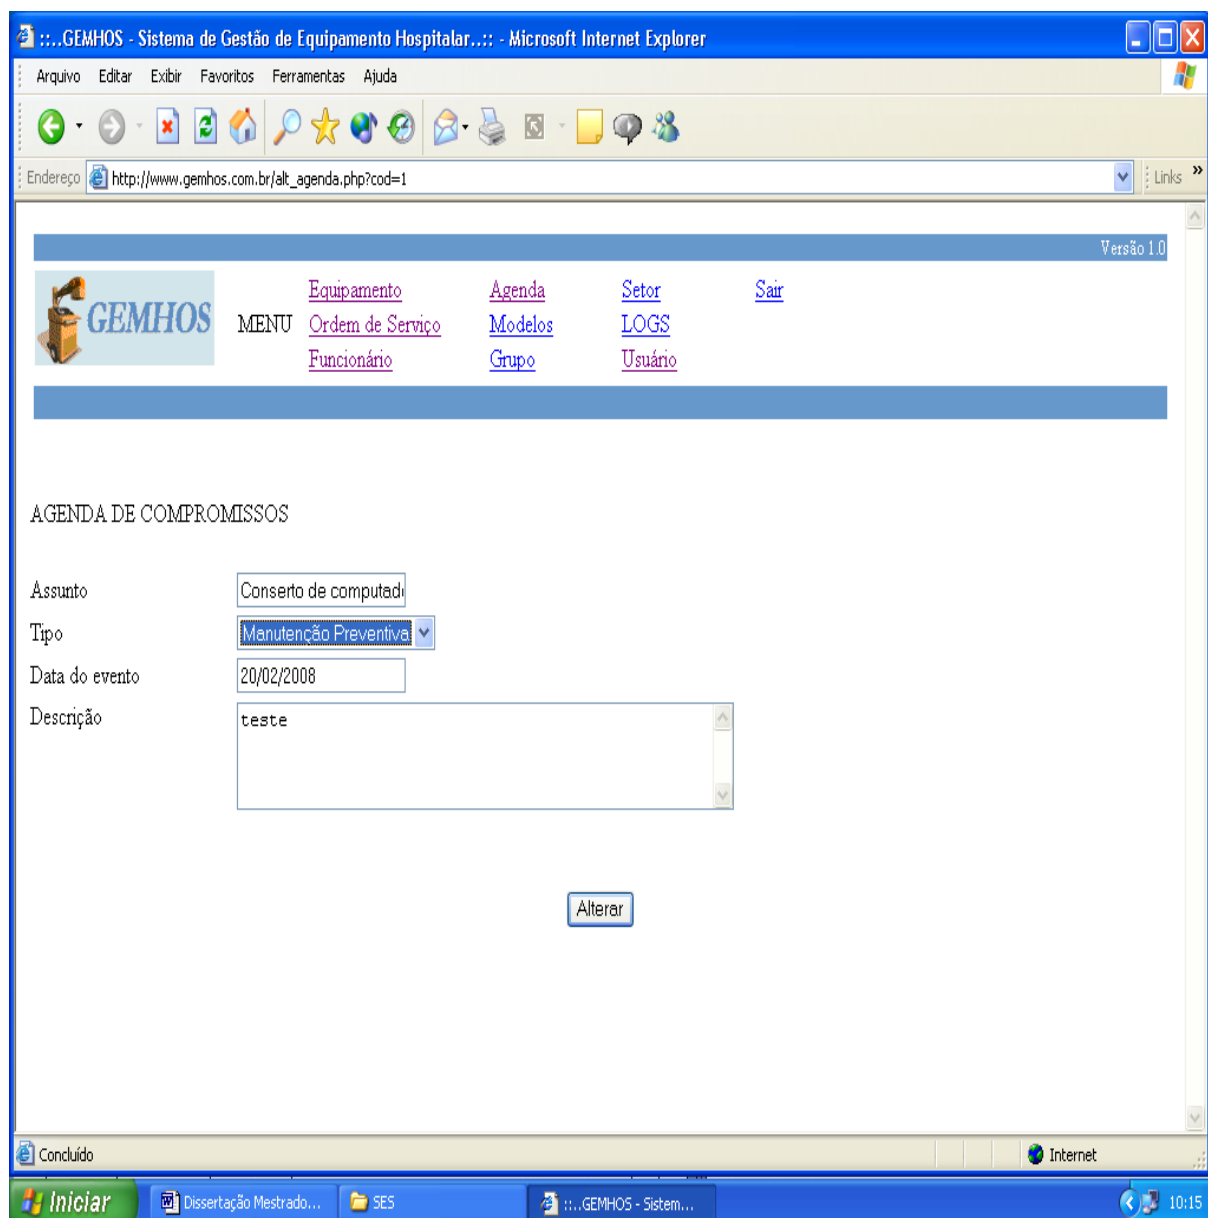 ::..GEMHOS - Sistema de Gestão de Equipamento Hospitalar..:: - Microsoft Internet Explorer
Arquivo Editar Exibir Favoritos Ferramentas Ajuda
Endereço http://www.gemhos.com.br/alt_agenda.php?cod=1 Links »
Versão 1.0
GEMHOS
MENU
Equipamento Agenda Setor Sair
Ordem de Serviço Modelos LOGS
Funcionário Grupo Usuário
AGENDA DE COMPROMISSOS
Assunto Conserto de computad
Tipo Manutenção Preventiva
Data do evento 20/02/2008
Descrição teste
Alterar
Concluído Internet
Iniciar Dissertação Mestrado... SES ::..GEMHOS - Sistem... 10:15